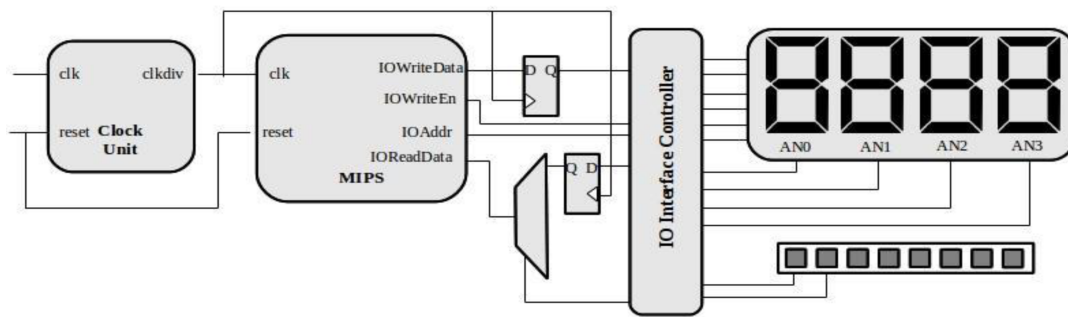 clk clkdiv
reset Clock
Unit
clk
reset
IOWriteData
IOWriteEn
IOAddr
IOReadData
MIPS
D Q
Q D
IO Interface Controller
AN0 AN1 AN2 AN3